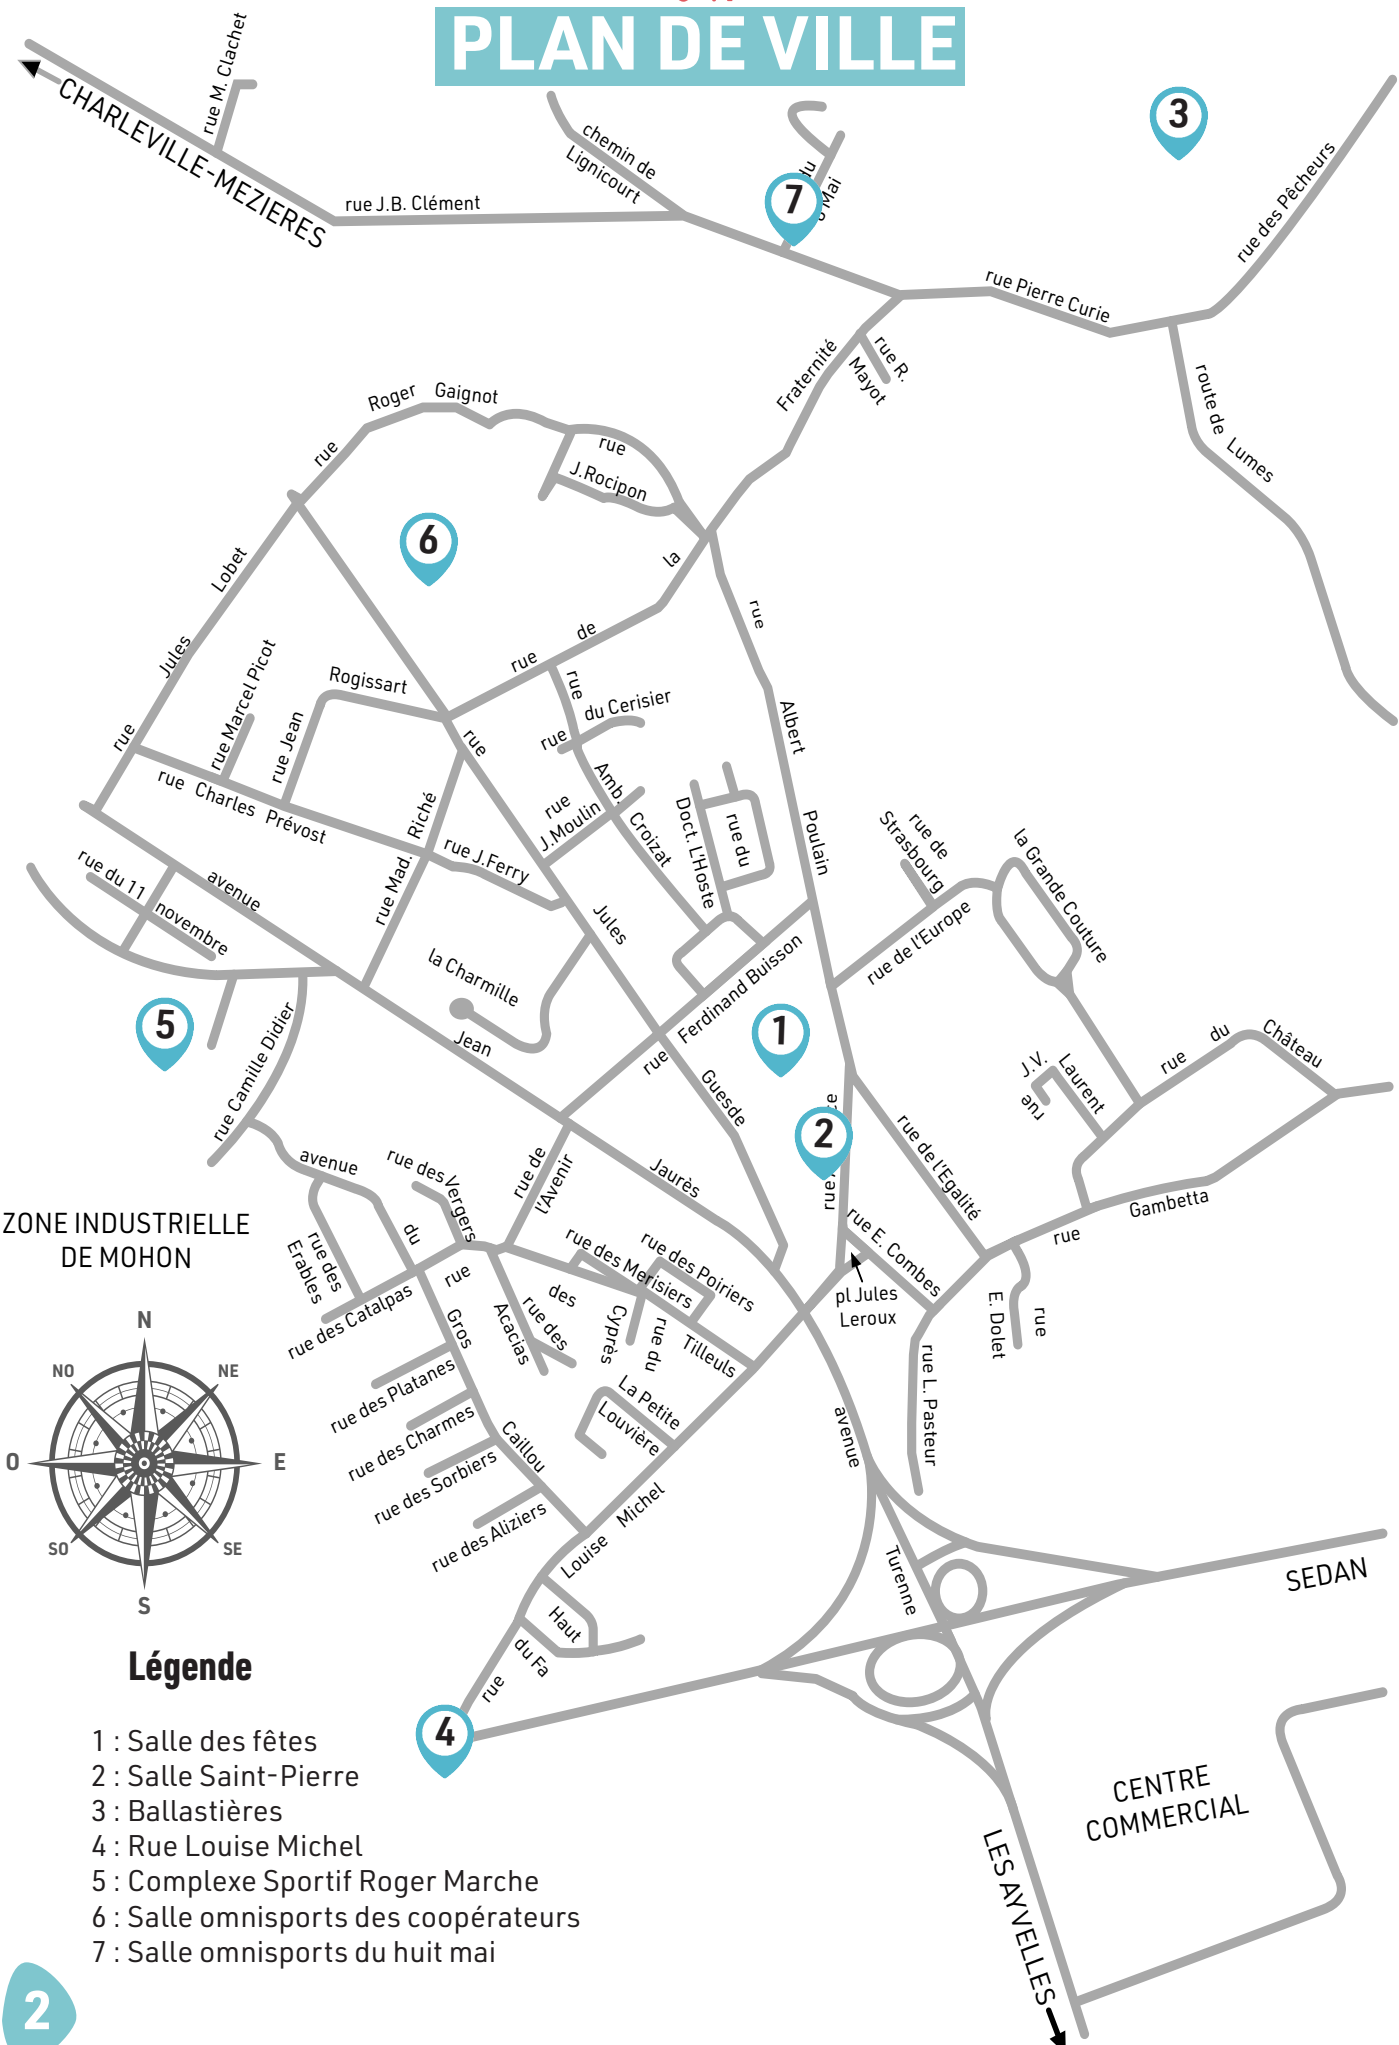 PLAN DE VILLE
rue M. Clachet
CHARLEVILLE-MEZIERES
rue J.B. Clément
chemin de
Lignicourt
du
Mai
7
3
rue des Pêcheurs
rue Pierre Curie
route de Lumes
Fraternité
rue R.
Mayot
rue Roger Gaignot
rue
J.Rocipon
6
la
de
rue
rue Jules Lobet
rue Marcel Picot
rue Jean
Rogissart
rue Charles Prévost
rue Mad. Riché
rue J.Ferry
rue
du Cerisier
rue
Amb.
Croizat
rue
J.Moulin
Doct. L'Hoste
rue du
rue
Albert
Poulain
rue de
Strasbourg
la Grande Couture
rue de l'Europe
rue du 11
novembre
avenue
rue
Jules
Guesde
la Charmille
Jean
Jaurès
rue
Ferdinand Buisson
1
2
5
rue Camille Didier
J.V.
Laurent
rue
rue du Château
rue de l'Egalité
rue Gambetta
rue E. Combes
pl Jules
Leroux
E. Dolet
rue
rue L. Pasteur
rue de
l'Avenir
avenue
du
Gros
Caillou
rue des
Vergers
rue des
Erables
rue des Catalpas
rue
des
Tilleuls
rue des
Acacias
rue des Merisiers
rue des Poiriers
rue du
Cyprès
rue des Platanes
rue des Charmes
rue des Sorbiers
rue des Aliziers
La Petite
Louvière
rue
Louise
Michel
Haut
du Fa
4
avenue
Turenne
SEDAN
CENTRE
COMMERCIAL
LES AYVELLES
ZONE INDUSTRIELLE
DE MOHON
N
NO
NE
O
E
SO
SE
S
Légende
1 : Salle des fêtes
2 : Salle Saint-Pierre
3 : Ballastières
4 : Rue Louise Michel
5 : Complexe Sportif Roger Marche
6 : Salle omnisports des coopérateurs
7 : Salle omnisports du huit mai
2